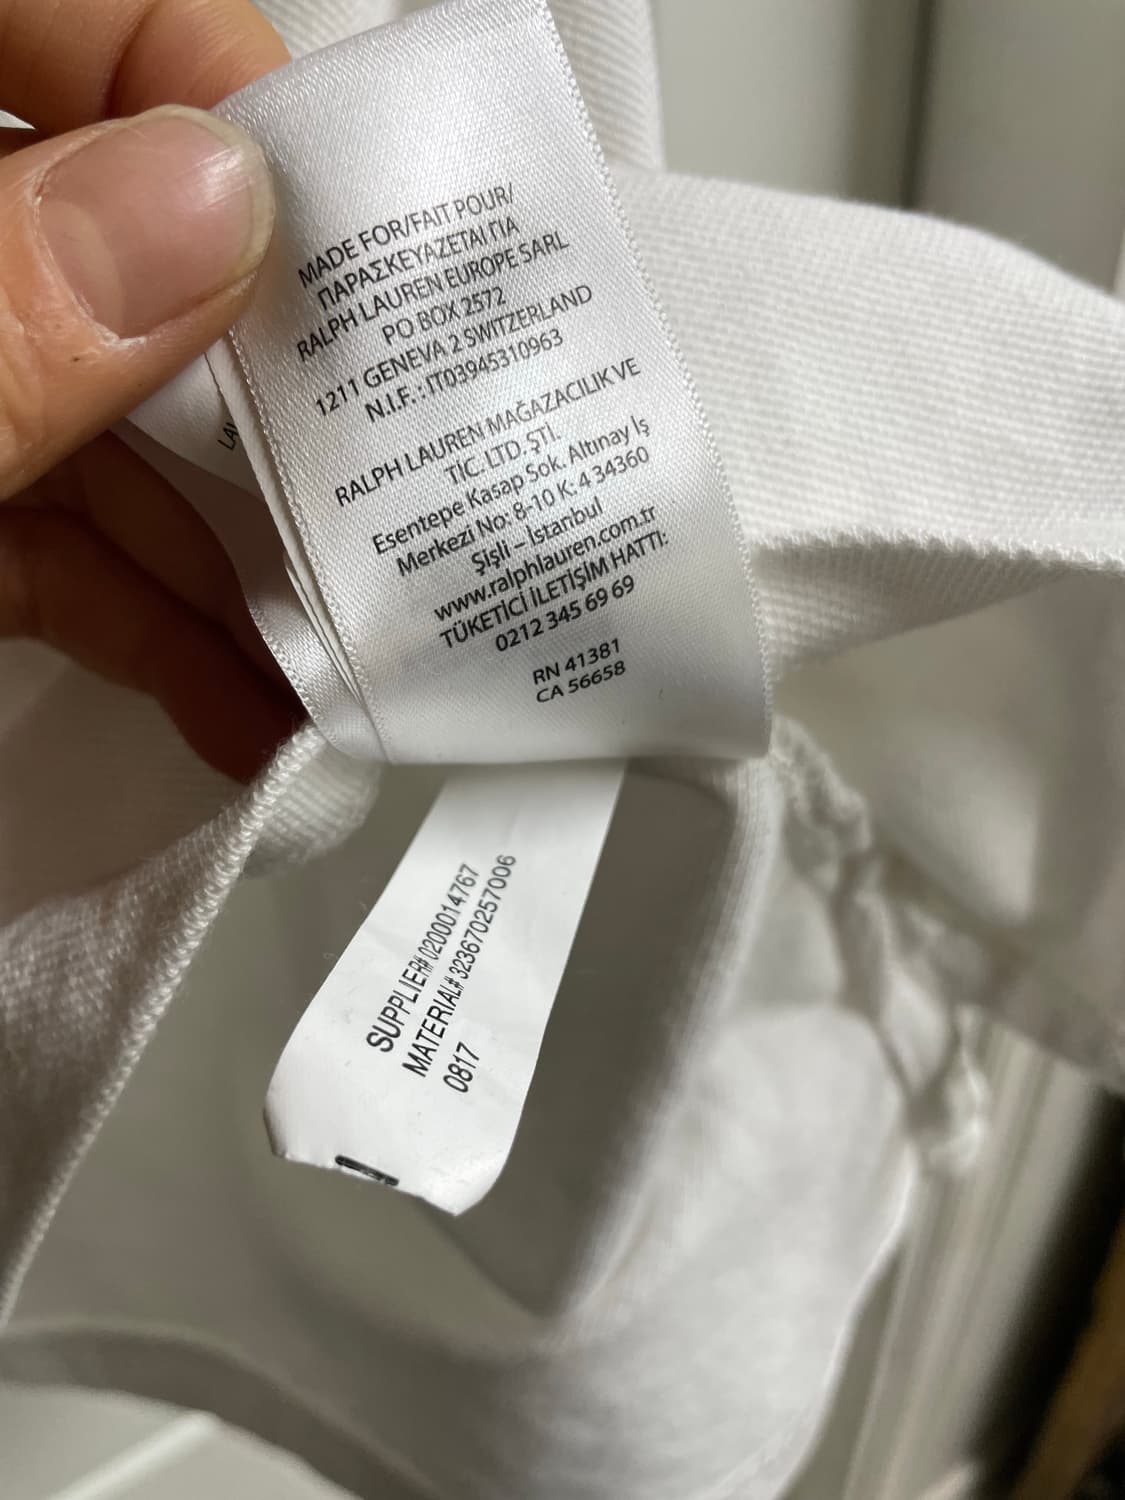 MADE FOR/FAIT POUR/
ΠΑΡΑΣΚΕΥΑΖΕΤΑΙ ΓΙΑ
RALPH LAUREN EUROPE SARL
PO BOX 2572
1211 GENEVA 2 SWITZERLAND
N.I.F. : IT03945310963
RALPH LAUREN MAĞAZACILIK VE
TİC. LTD. ŞTİ.
Esentepe Kasap Sok. Altınay İş
Merkezi No: 8-10 K: 4 34360
Şişli – İstanbul
www.ralphlauren.com.tr
TÜKETİCİ İLETİŞİM HATTI:
0212 345 69 69
RN 41381
CA 56658
SUPPLIER# 0200014767
MATERIAL# 323670257006
0817